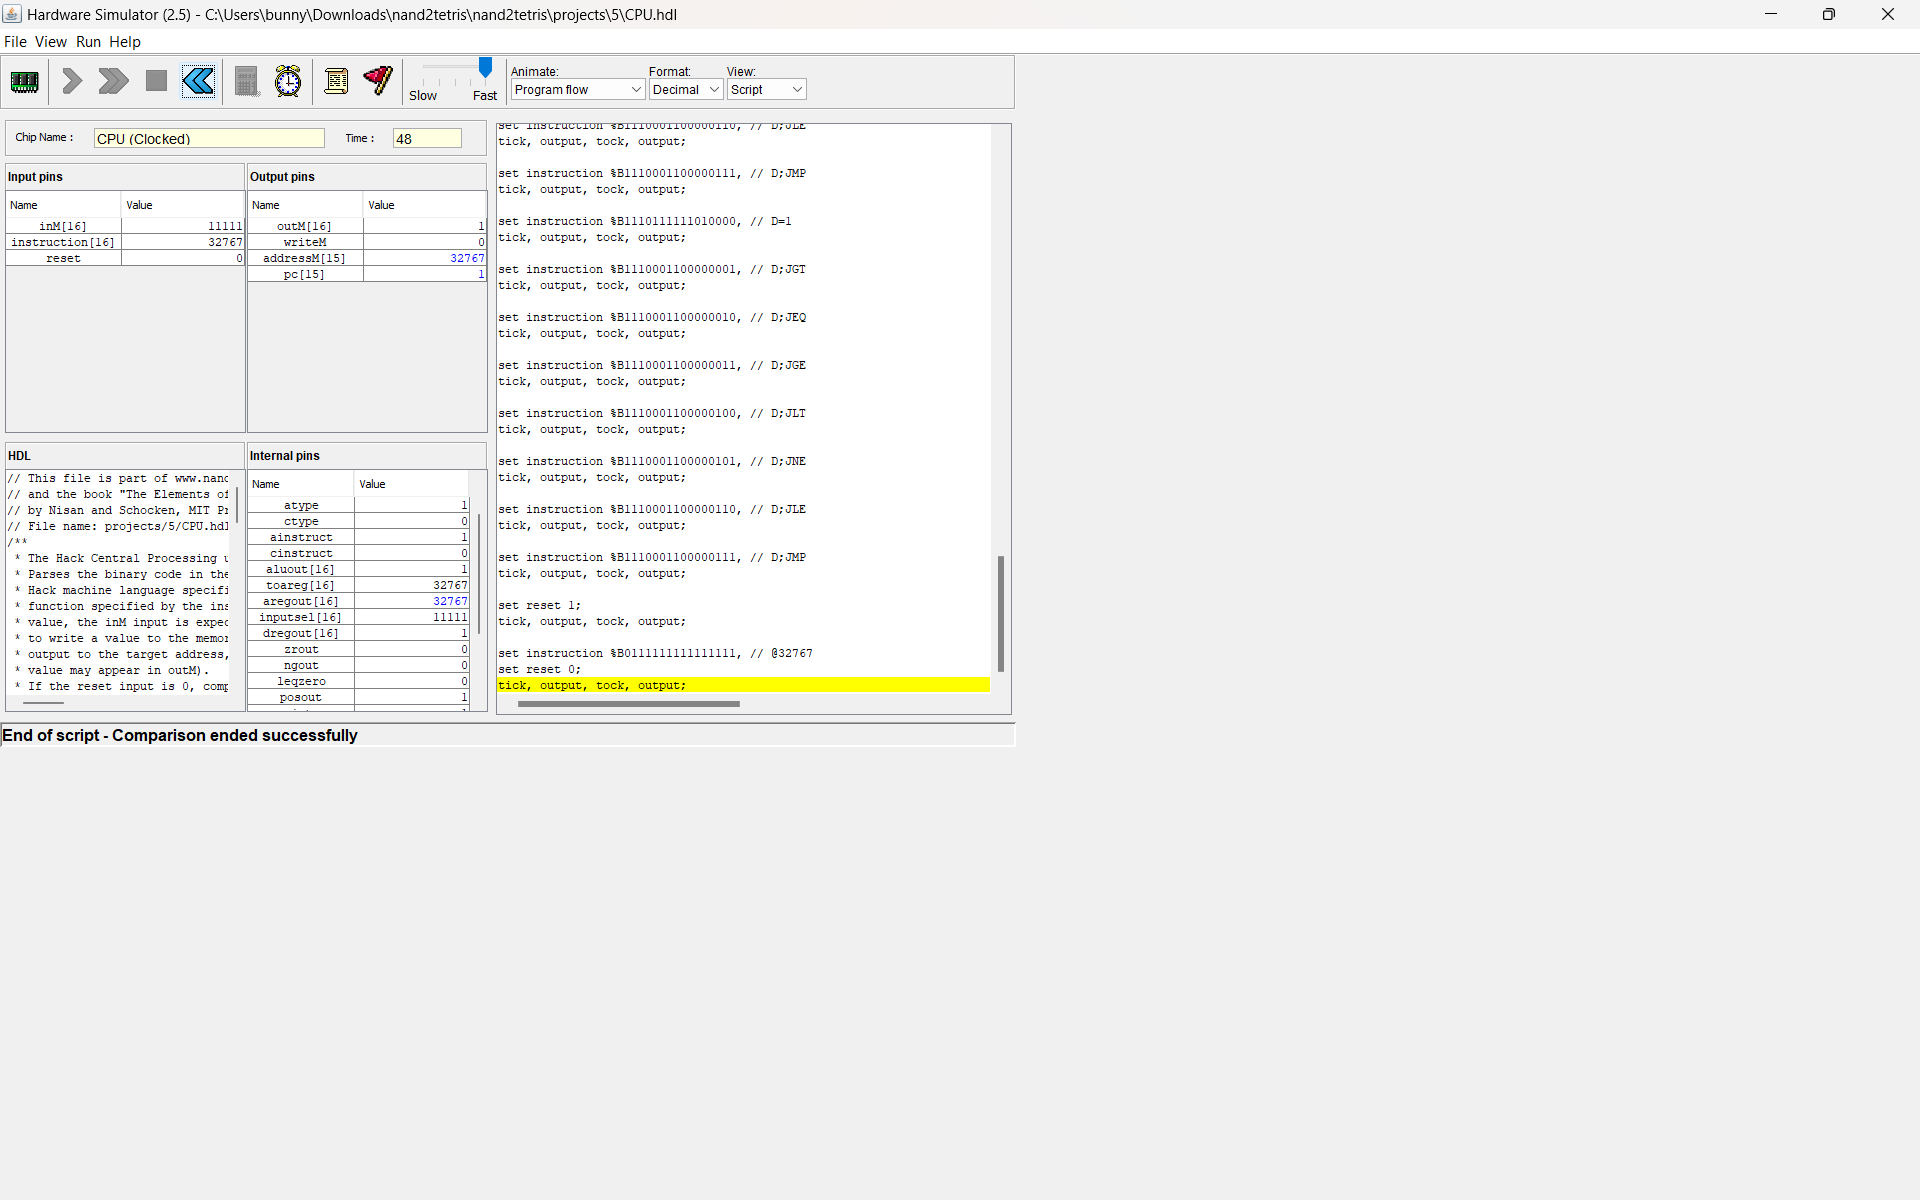 Hardware Simulator (2.5) - C:\Users\bunny\Downloads\nand2tetris\nand2tetris\projects\5\CPU.hdl
File View Run Help
Slow Fast
Animate:
Program flow
Format:
Decimal
View:
Script
Chip Name :
CPU (Clocked)
Time :
48
Input pins
Name Value
inM[16] 11111
instruction[16] 32767
reset 0
Output pins
Name Value
outM[16] 1
writeM 0
addressM[15] 32767
pc[15] 1
HDL
// This file is part of www.nand
// and the book "The Elements of
// by Nisan and Schocken, MIT Pr
// File name: projects/5/CPU.hdl
/**
* The Hack Central Processing u
* Parses the binary code in the
* Hack machine language specifi
* function specified by the ins
* value, the inM input is expec
* to write a value to the memor
* output to the target address,
* value may appear in outM).
* If the reset input is 0, comp
Internal pins
Name Value
atype 1
ctype 0
ainstruct 1
cinstruct 0
aluout[16] 1
toareg[16] 32767
aregout[16] 32767
inputsel[16] 11111
dregout[16] 1
zrout 0
ngout 0
leqzero 0
posout 1
set instruction %B1110001100000110, // D;JLE
tick, output, tock, output;
set instruction %B1110001100000111, // D;JMP
tick, output, tock, output;
set instruction %B1110111111010000, // D=1
tick, output, tock, output;
set instruction %B1110001100000001, // D;JGT
tick, output, tock, output;
set instruction %B1110001100000010, // D;JEQ
tick, output, tock, output;
set instruction %B1110001100000011, // D;JGE
tick, output, tock, output;
set instruction %B1110001100000100, // D;JLT
tick, output, tock, output;
set instruction %B1110001100000101, // D;JNE
tick, output, tock, output;
set instruction %B1110001100000110, // D;JLE
tick, output, tock, output;
set instruction %B1110001100000111, // D;JMP
tick, output, tock, output;
set reset 1;
tick, output, tock, output;
set instruction %B0111111111111111, // @32767
set reset 0;
tick, output, tock, output;
End of script - Comparison ended successfully